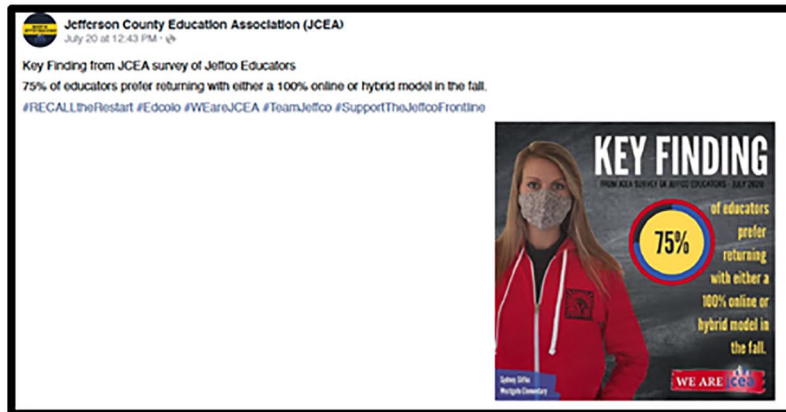 Jefferson County Education Association (JCEA)
July 20 at 12:43 PM ·
Key Finding from JCEA survey of Jeffco Educators
75% of educators prefer returning with either a 100% online or hybrid model in the fall.
#RECALLtheRestart #Edcolo #WEareJCEA #TeamJeffco #SupportTheJeffcoFrontline
KEY FINDING
FROM JCEA SURVEY OF JEFFCO EDUCATORS - JULY 2020
75%
of educators
prefer
returning
with either a
100% online or
hybrid model in
the fall.
Sydney
Westgate Elementary
WE ARE jcea